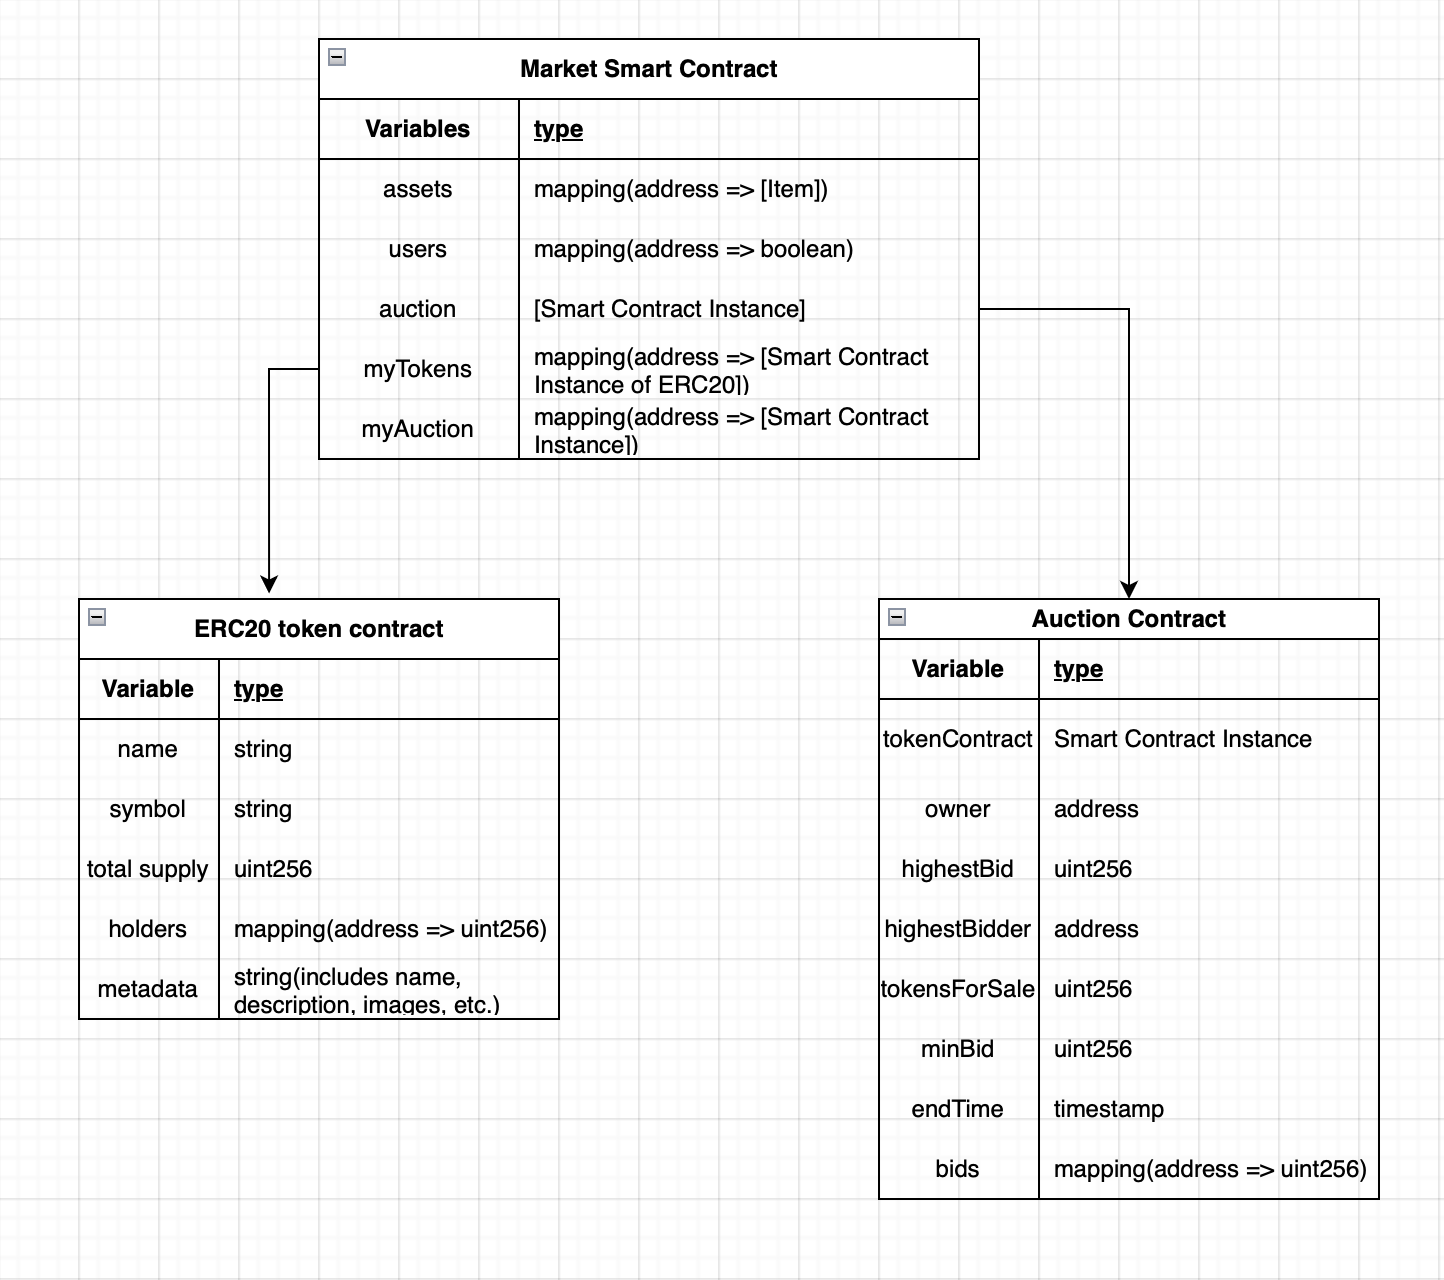 Market Smart Contract
Variables type
assets mapping(address => [Item])
users mapping(address => boolean)
auction [Smart Contract Instance]
myTokens mapping(address => [Smart Contract
Instance of ERC20])
myAuction mapping(address => [Smart Contract
Instance])
ERC20 token contract
Variable type
name string
symbol string
total supply uint256
holders mapping(address => uint256)
metadata string(includes name,
description, images, etc.)
Auction Contract
Variable type
tokenContract Smart Contract Instance
owner address
highestBid uint256
highestBidder address
tokensForSale uint256
minBid uint256
endTime timestamp
bids mapping(address => uint256)